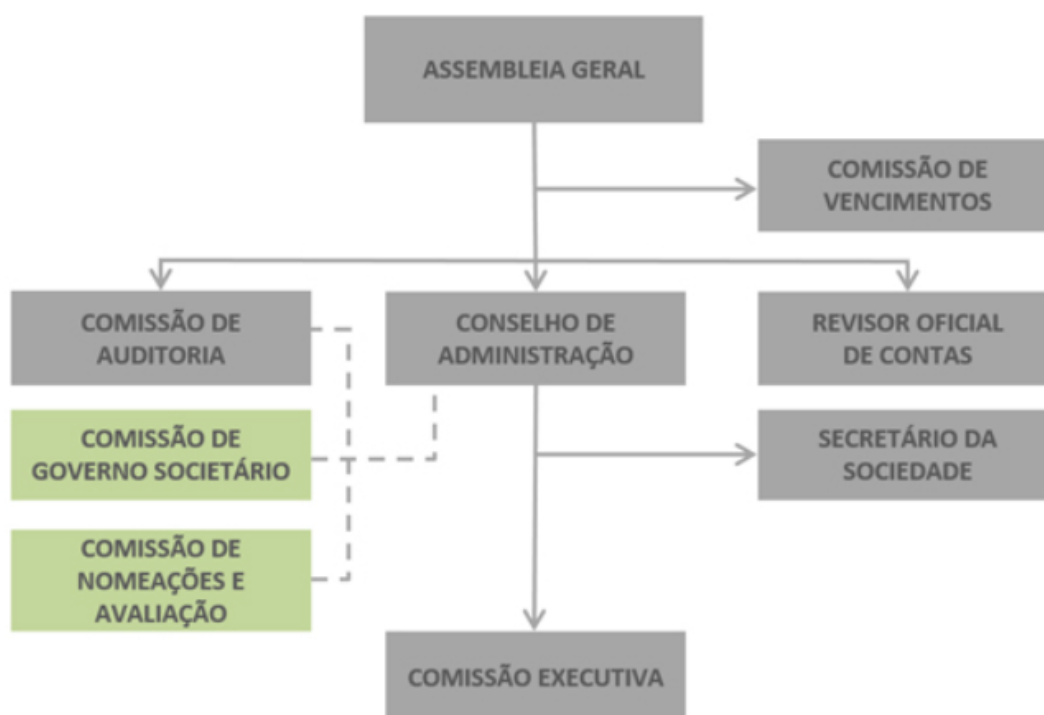 ASSEMBLEIA GERAL
COMISSÃO DE
VENCIMENTOS
COMISSÃO DE
AUDITORIA
CONSELHO DE
ADMINISTRAÇÃO
REVISOR OFICIAL
DE CONTAS
COMISSÃO DE
GOVERNO SOCIETÁRIO
SECRETÁRIO DA
SOCIEDADE
COMISSÃO DE
NOMEAÇÕES E
AVALIAÇÃO
COMISSÃO EXECUTIVA